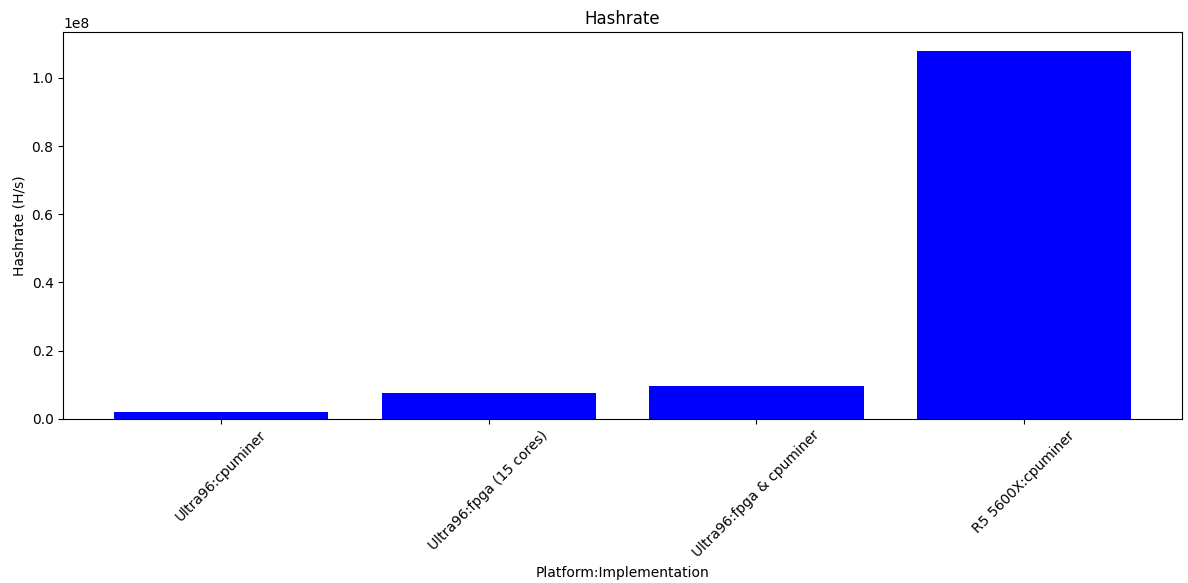 Hashrate
1e8
1.0
0.8
0.6
0.4
0.2
0.0
Hashrate (H/s)
Ultra96:cpuminer
Ultra96:fpga (15 cores)
Ultra96:fpga & cpuminer
R5 5600X:cpuminer
Platform:Implementation